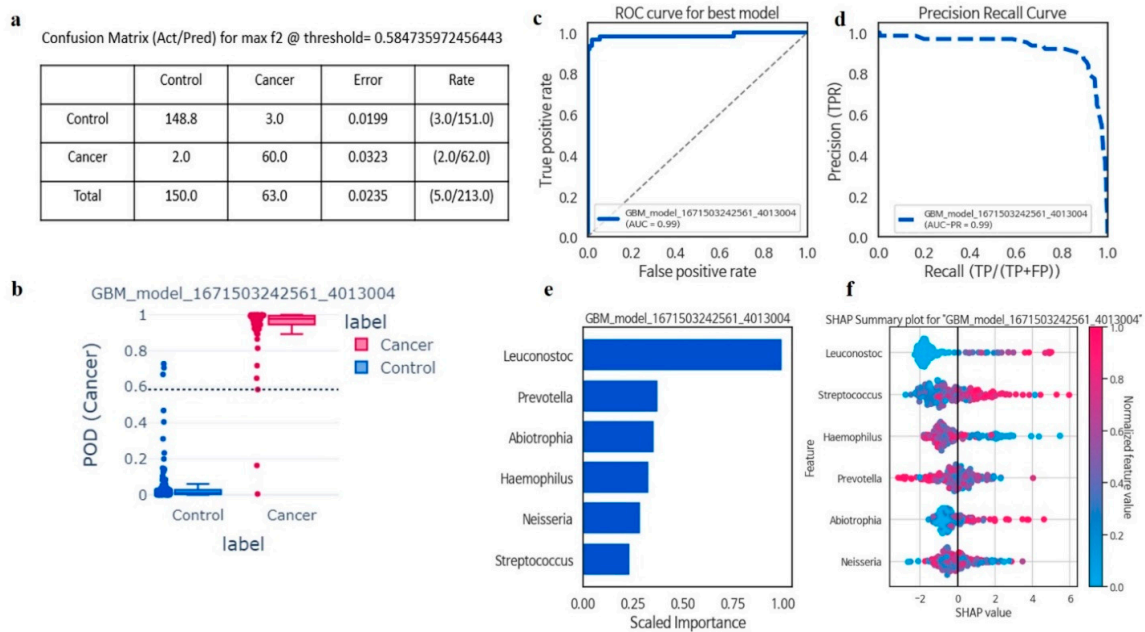 a
Confusion Matrix (Act/Pred) for max f2 @ threshold= 0.584735972456443
Control Cancer Error Rate
Control 148.8 3.0 0.0199 (3.0/151.0)
Cancer 2.0 60.0 0.0323 (2.0/62.0)
Total 150.0 63.0 0.0235 (5.0/213.0)
b
GBM_model_1671503242561_4013004
POD (Cancer)
1
0.8
0.6
0.4
0.2
0
Control Cancer
label
label
Cancer
Control
c
ROC curve for best model
True positive rate
1.0
0.8
0.6
0.4
0.2
0.0
GBM_model_1671503242561_4013004
(AUC = 0.99)
0.0 0.2 0.4 0.6 0.8 1.0
False positive rate
d
Precision Recall Curve
Precision (TPR)
1.0
0.8
0.6
0.4
0.2
0.0
GBM_model_1671503242561_4013004
(AUC-PR = 0.99)
0.0 0.2 0.4 0.6 0.8 1.0
Recall (TP/(TP+FP))
e
GBM_model_1671503242561_4013004
Leuconostoc
Prevotella
Abiotrophia
Haemophilus
Neisseria
Streptococcus
0.00 0.25 0.50 0.75 1.00
Scaled Importance
f
SHAP Summary plot for "GBM_model_1671503242561_4013004"
Feature
Leuconostoc
Streptococcus
Haemophilus
Prevotella
Abiotrophia
Neisseria
−2 0 2 4 6
SHAP value
1.0
0.8
0.6
0.4
0.2
0.0
Normalized feature value